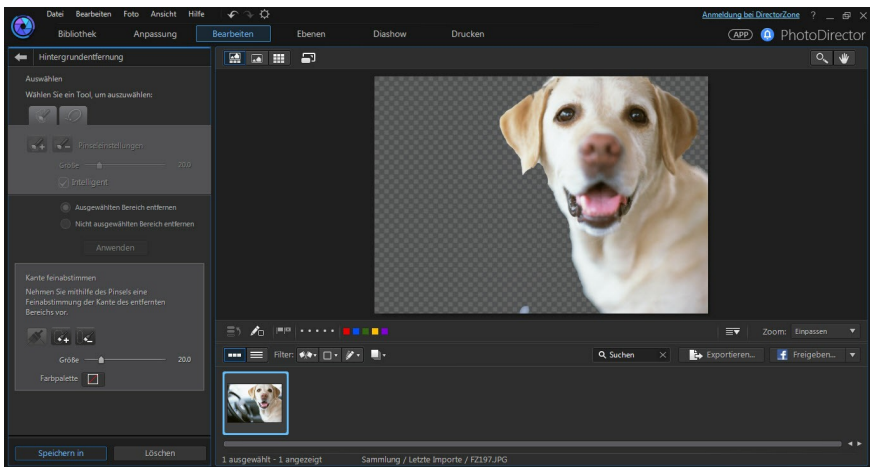 Datei Bearbeiten Foto Ansicht Hilfe
Anmeldung bei DirectorZone ?
Bibliothek Anpassung Bearbeiten Ebenen Diashow Drucken
APP PhotoDirector
Hintergrundentfernung
Auswählen
Wählen Sie ein Tool, um auszuwählen:
Pinseleinstellungen
Größe 20.0
Intelligent
Ausgewählten Bereich entfernen
Nicht ausgewählten Bereich entfernen
Anwenden
Kante feinabstimmen
Nehmen Sie mithilfe des Pinsels eine
Feinabstimmung der Kante des entfernten
Bereichs vor.
Größe 20.0
Farbpalette
Speichern in Löschen
Zoom: Einpassen
Filter: Suchen Exportieren... Freigeben...
1 ausgewählt - 1 angezeigt Sammlung / Letzte Importe / FZ197.JPG